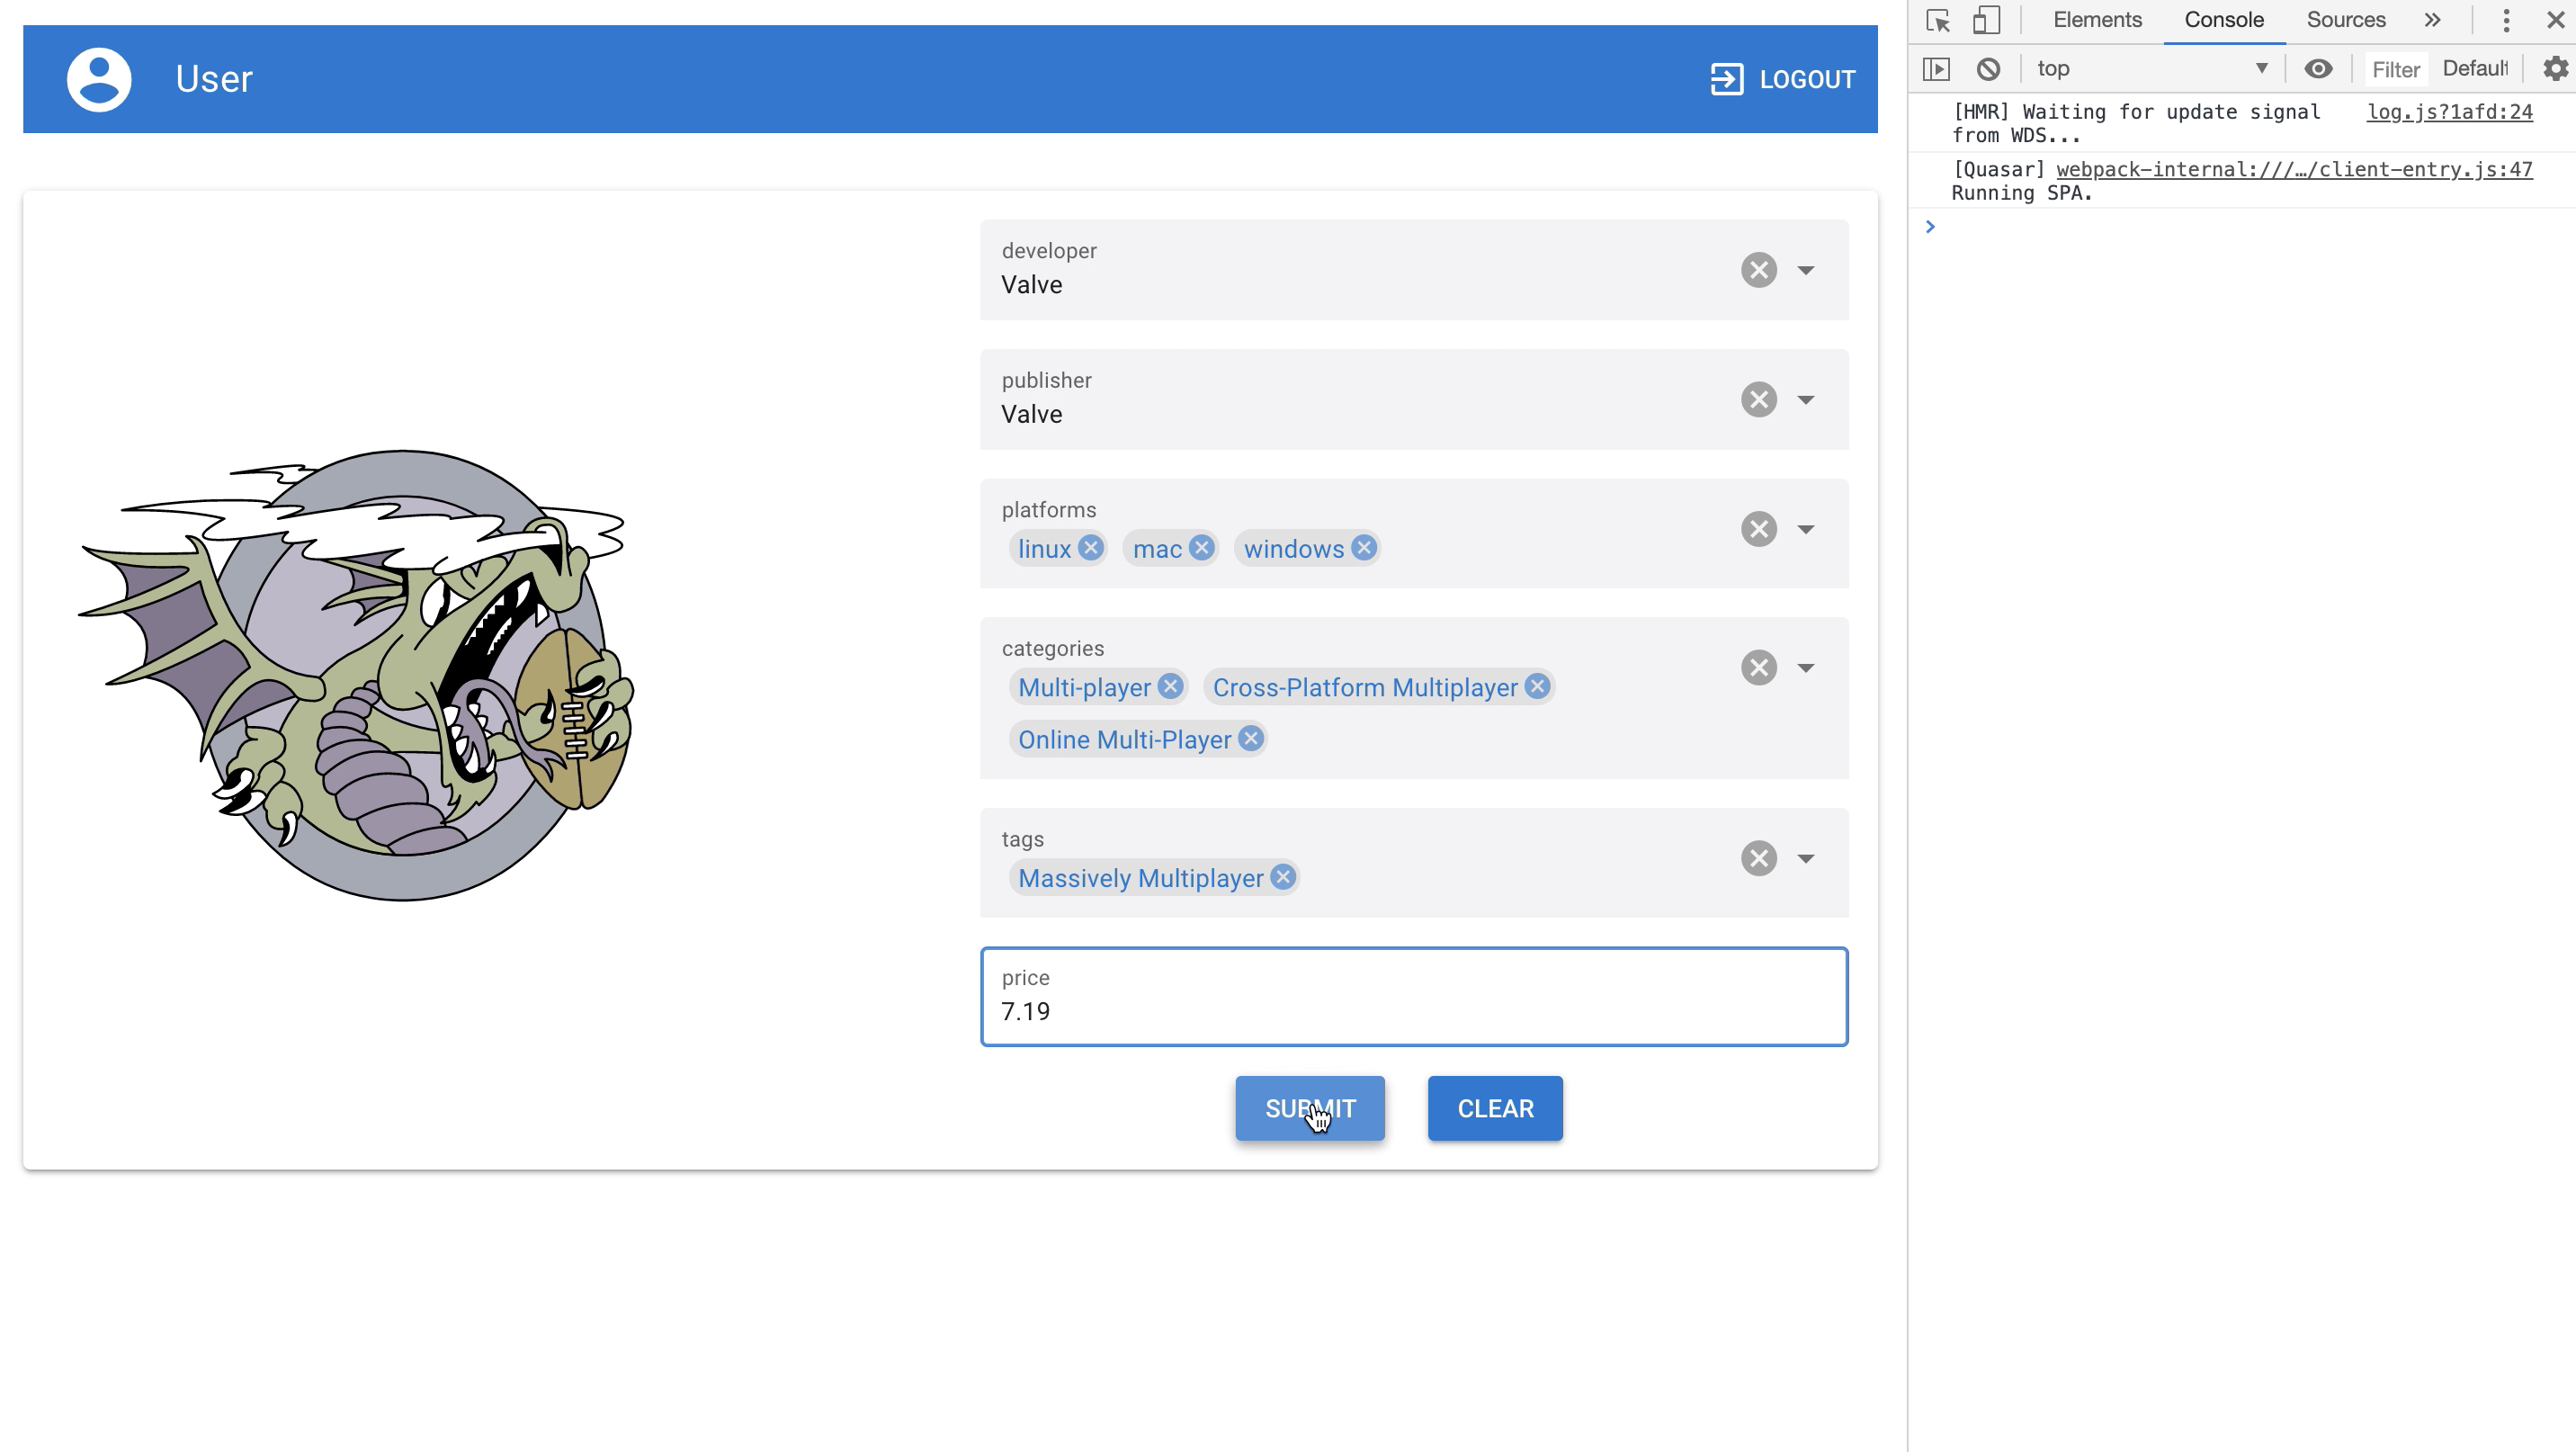 User
LOGOUT
developer
Valve
publisher
Valve
platforms
linux mac windows
categories
Multi-player Cross-Platform Multiplayer
Online Multi-Player
tags
Massively Multiplayer
price
7.19
SUBMIT CLEAR
Elements Console Sources »
top Filter Default
[HMR] Waiting for update signal log.js?1afd:24
from WDS...
[Quasar] webpack-internal:///…/client-entry.js:47
Running SPA.